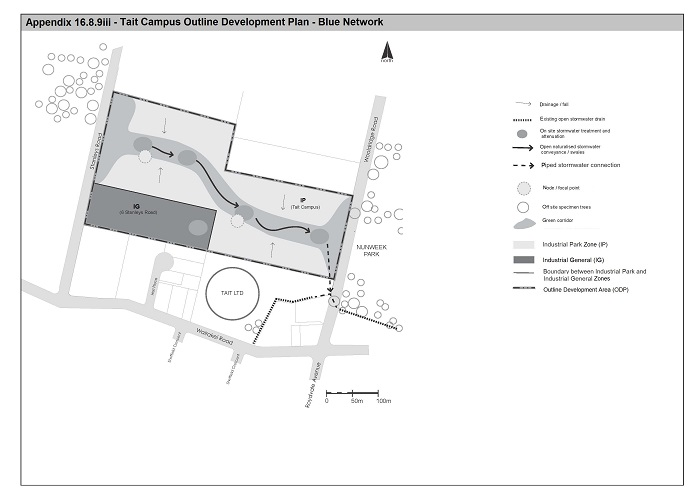 Appendix 16.8.9iii - Tait Campus Outline Development Plan - Blue Network
north
Drainage / fall
Existing open stormwater drain
On site stormwater treatment and
attenuation
Open naturalised stormwater
conveyance / swales
Piped stormwater connection
Node / focal point
Off site specimen trees
Green corridor
Industrial Park Zone (IP)
Industrial General (IG)
Boundary between Industrial Park and
Industrial General Zones
Outline Development Area (ODP)
Stanleys Road
Woolridge Road
IG
(6 Stanleys Road)
IP
(Tait Campus)
NUNWEEK
PARK
TAIT LTD
Wairakei Road
Roydvale Avenue
0 50m 100m